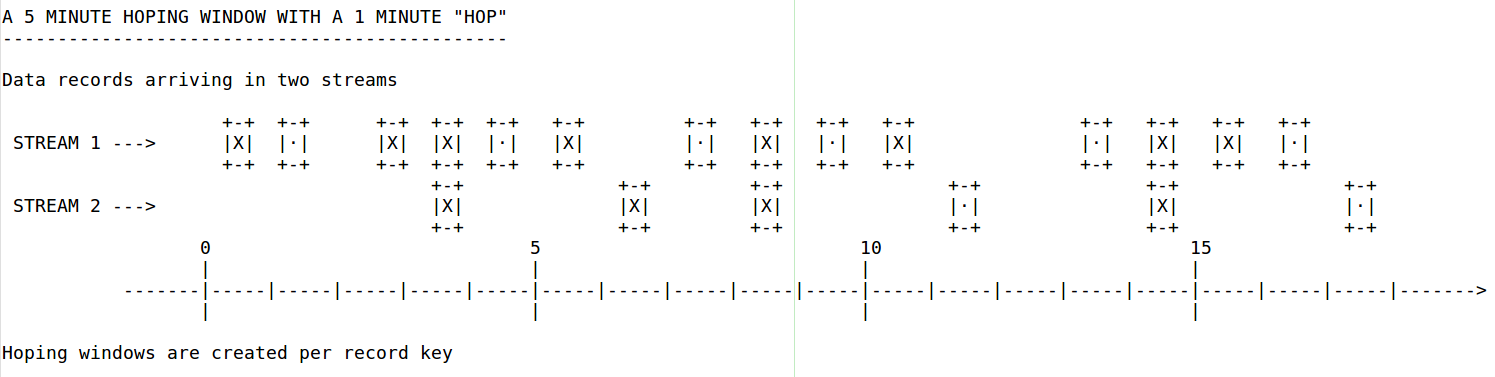 A 5 MINUTE HOPING WINDOW WITH A 1 MINUTE "HOP"
----------------------------------------------

Data records arriving in two streams

                    +-+  +-+      +-+  +-+  +-+   +-+         +-+   +-+   +-+   +-+               +-+   +-+   +-+   +-+
 STREAM 1 --->      |X|  |·|      |X|  |X|  |·|   |X|         |·|   |X|   |·|   |X|               |·|   |X|   |X|   |·|
                    +-+  +-+      +-+  +-+  +-+   +-+         +-+   +-+   +-+   +-+               +-+   +-+   +-+   +-+
                                       +-+              +-+         +-+               +-+               +-+               +-+
 STREAM 2 --->                         |X|              |X|         |X|               |·|               |X|               |·|
                                       +-+              +-+         +-+               +-+               +-+               +-+
                  0                             5                             10                            15
                  |                             |                             |                             |
           -------|-----|-----|-----|-----|-----|-----|-----|-----|-----|-----|-----|-----|-----|-----|-----|-----|-----|-----|------->
                  |                             |                             |                             |

Hoping windows are created per record key